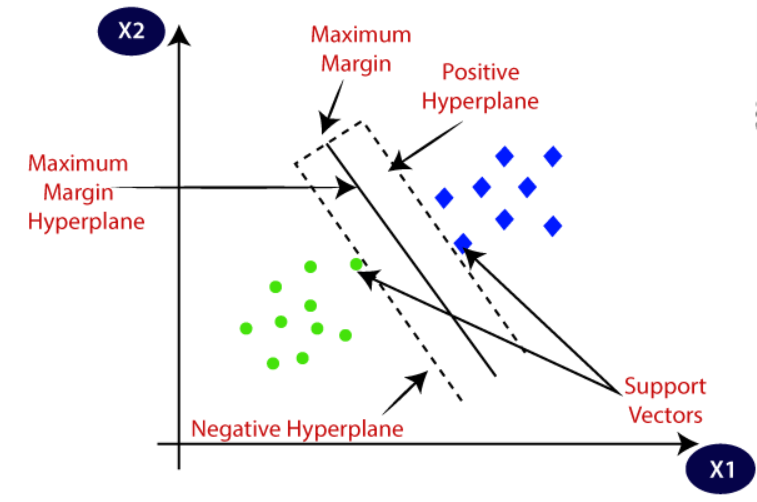 X2
Maximum
Margin
Positive
Hyperplane
Maximum
Margin
Hyperplane
Support
Vectors
Negative Hyperplane
X1